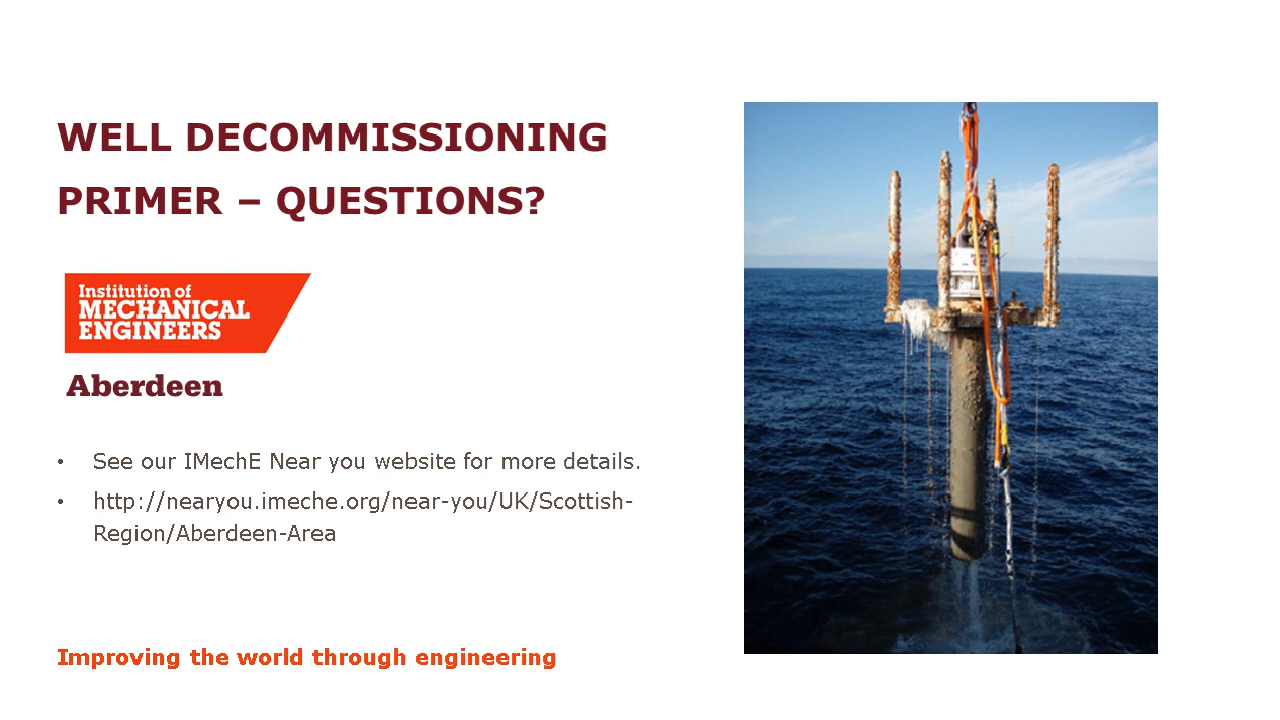 WELL DECOMMISSIONING
PRIMER – QUESTIONS?
Institution of
MECHANICAL
ENGINEERS
Aberdeen
• See our IMechE Near you website for more details.
• http://nearyou.imeche.org/near-you/UK/Scottish-
Region/Aberdeen-Area
Improving the world through engineering